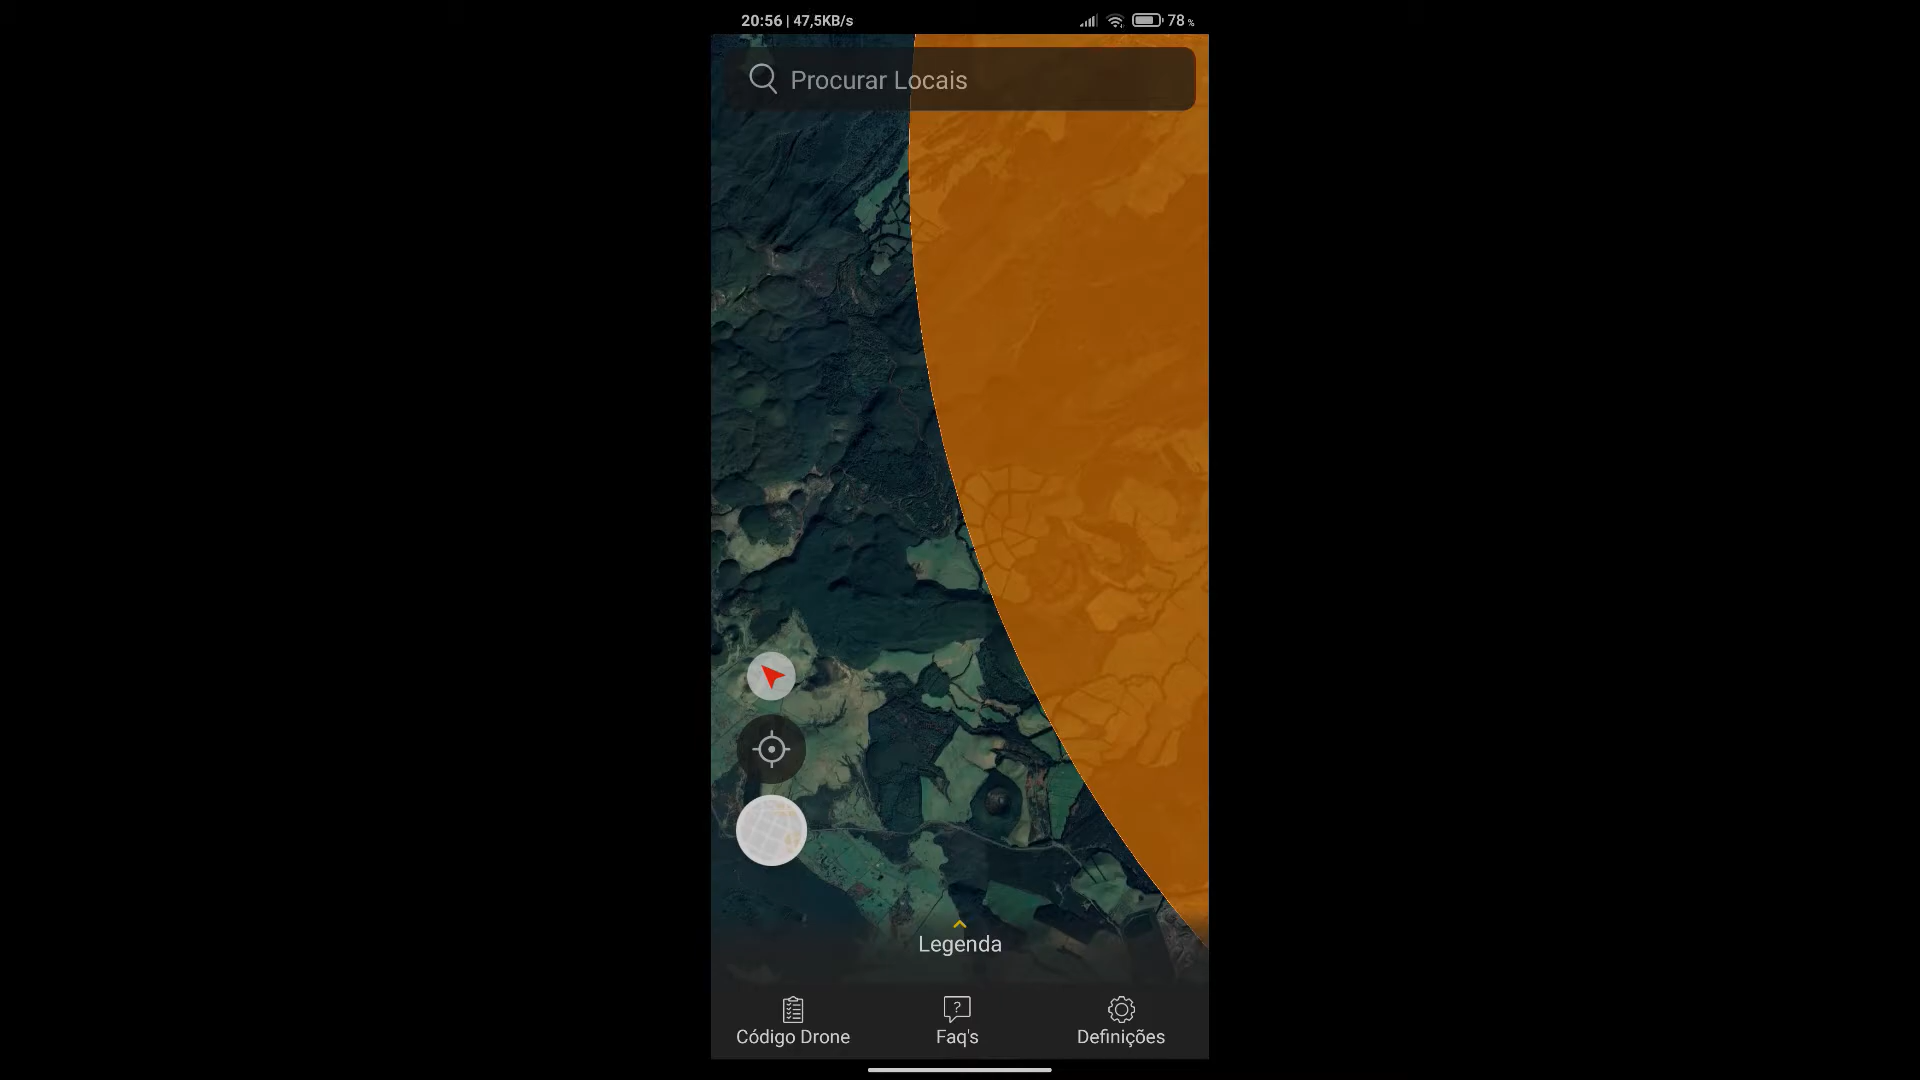 20:56 | 47,5KB/s
78%
Procurar Locais
Legenda
Código Drone
Faq's
Definições